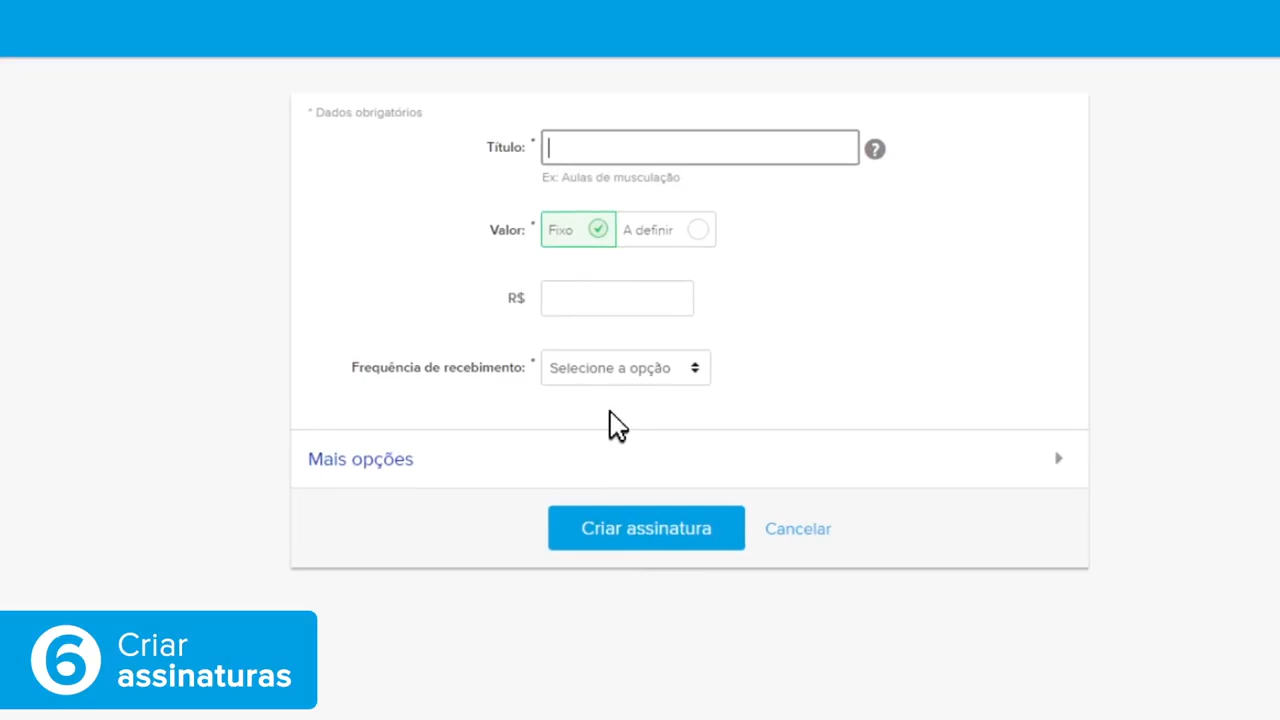 * Dados obrigatórios
Título: *
Ex: Aulas de musculação
Valor: * Fixo A definir
R$
Frequência de recebimento: * Selecione a opção
Mais opções
Criar assinatura Cancelar
6 Criar
assinaturas